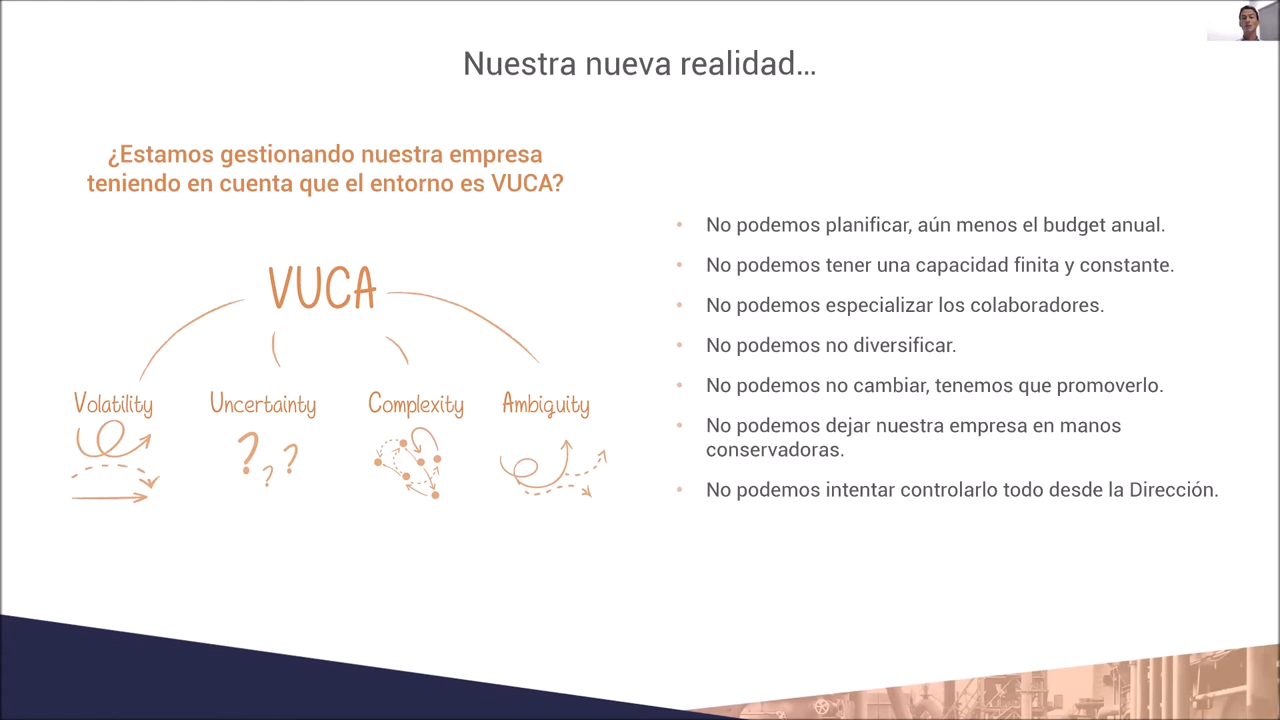 Nuestra nueva realidad...
¿Estamos gestionando nuestra empresa
teniendo en cuenta que el entorno es VUCA?
VUCA
Volatility
Uncertainty
Complexity
Ambiguity
? ? ?
• No podemos planificar, aún menos el budget anual.
• No podemos tener una capacidad finita y constante.
• No podemos especializar los colaboradores.
• No podemos no diversificar.
• No podemos no cambiar, tenemos que promoverlo.
• No podemos dejar nuestra empresa en manos
conservadoras.
• No podemos intentar controlarlo todo desde la Dirección.